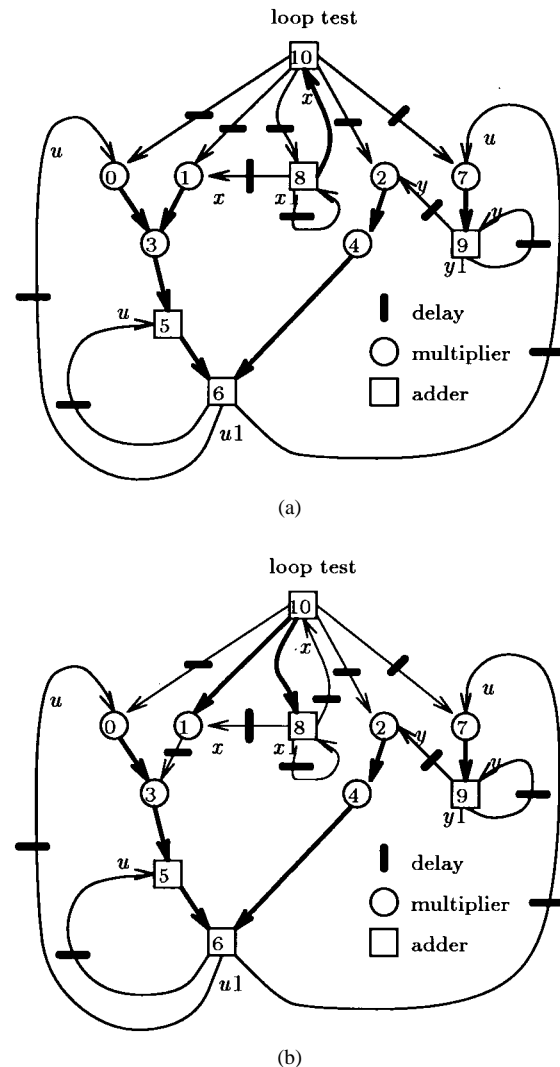 loop test
10
x
u
u
0
1
8
2
y
7
x
x1
y
3
4
9
y1
u
5
delay
multiplier
6
adder
u1
(a)
loop test
10
x
u
u
0
1
8
2
y
7
x
x1
y
3
4
9
y1
u
5
delay
multiplier
6
adder
u1
(b)